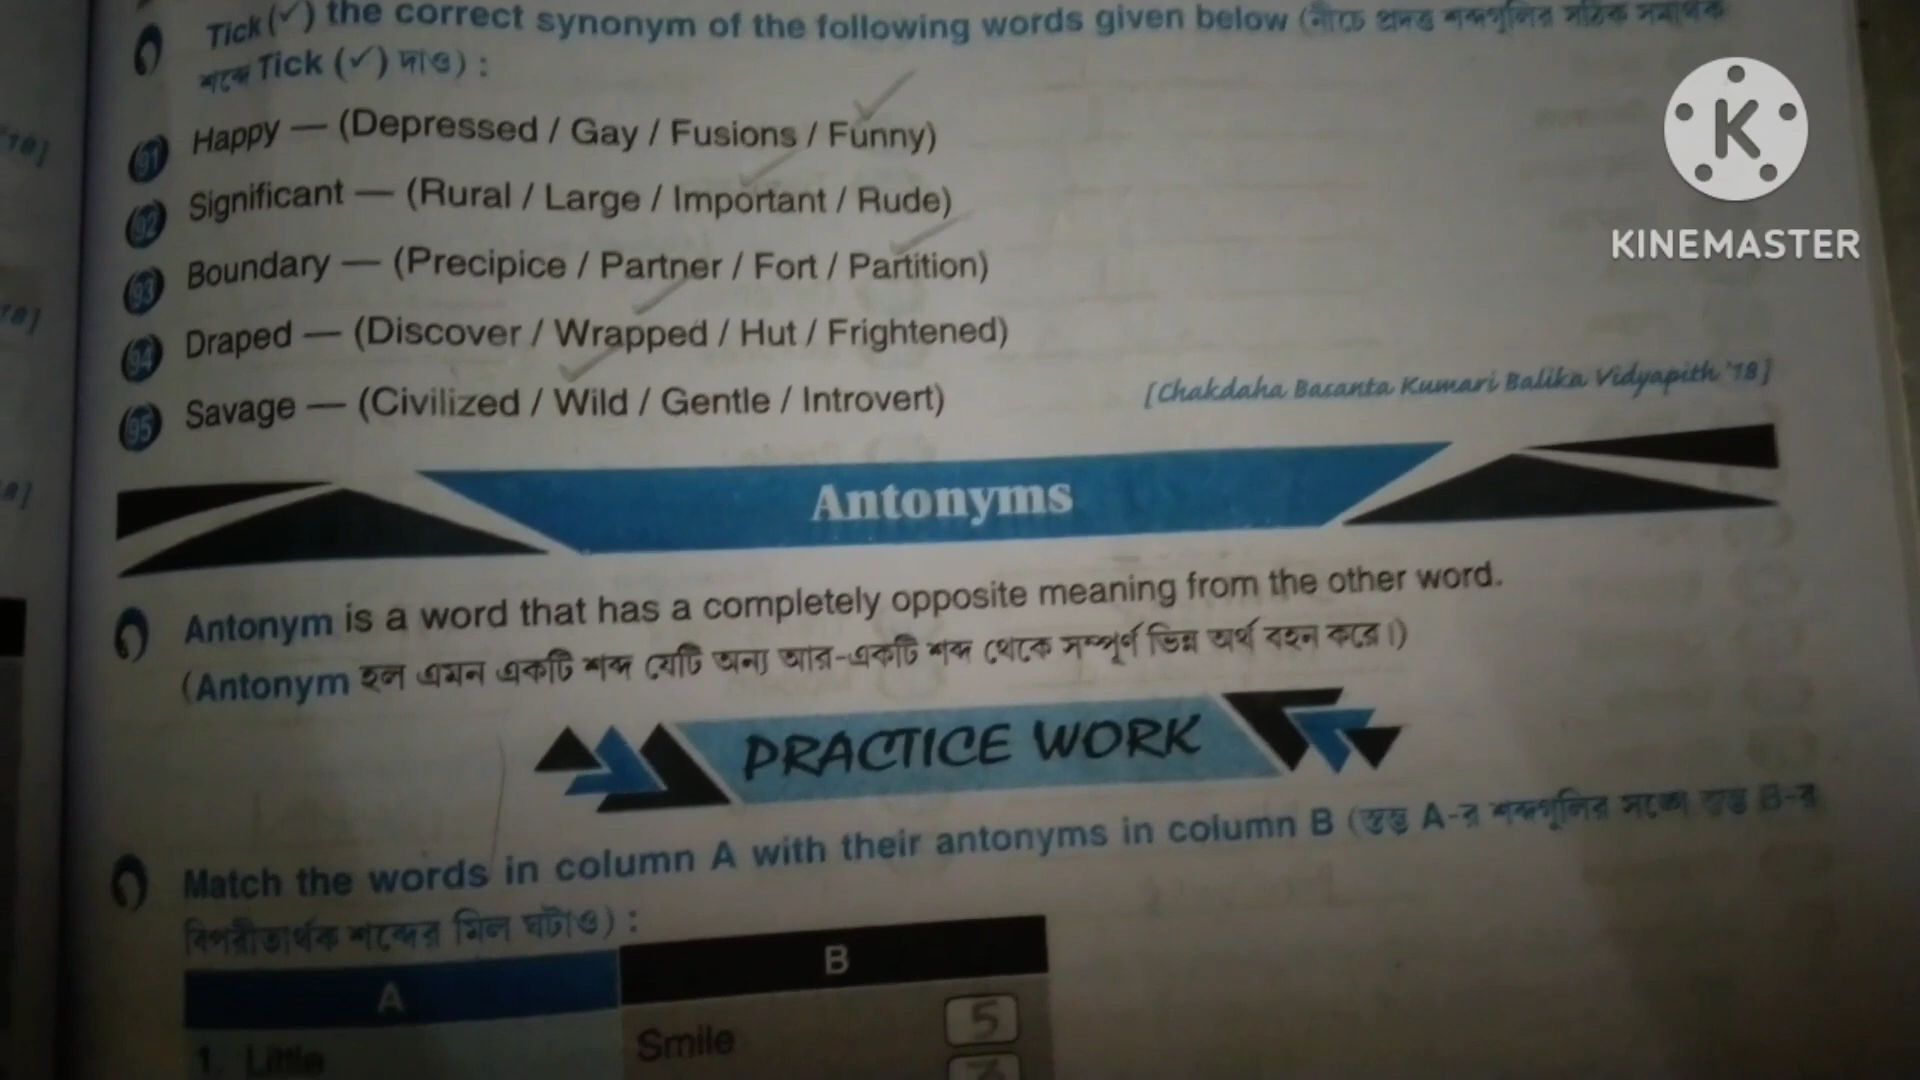 Tick (✓) the correct synonym of the following words given below (নীচে প্রদত্ত শব্দগুলির সঠিক সমার্থক
শব্দে Tick (✓) দাও) :
'18]
91 Happy — (Depressed / Gay / Fusions / Funny)
92 Significant — (Rural / Large / Important / Rude)
93 Boundary — (Precipice / Partner / Fort / Partition)
94 Draped — (Discover / Wrapped / Hut / Frightened)
95 Savage — (Civilized / Wild / Gentle / Introvert)
[Chakdaha Basanta Kumari Balika Vidyapith '18]
KINEMASTER
Antonyms
Antonym is a word that has a completely opposite meaning from the other word.
(Antonym হল এমন একটি শব্দ যেটি অন্য আর-একটি শব্দ থেকে সম্পূর্ণ ভিন্ন অর্থ বহন করে।)
PRACTICE WORK
Match the words in column A with their antonyms in column B (স্তম্ভ A-র শব্দগুলির সঙ্গে স্তম্ভ B-র
বিপরীতার্থক শব্দের মিল ঘটাও) :
A B
1. Little Smile 5
3